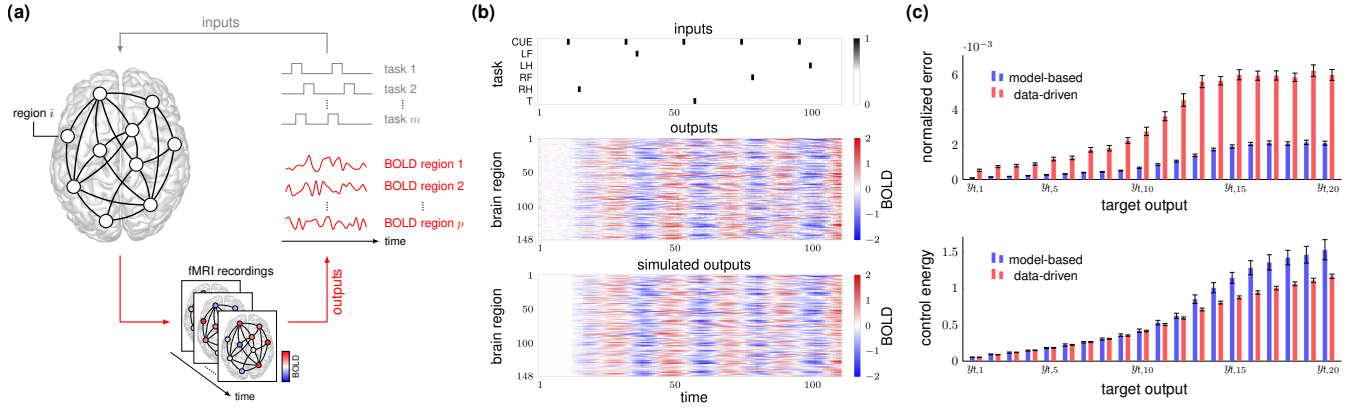 (a)
inputs
region i
task 1
task 2
task m
BOLD region 1
BOLD region 2
BOLD region p
time
fMRI recordings
outputs
BOLD
time
(b)
inputs
task
CUE
LF
LH
RF
RH
T
1 50 100
1
0
outputs
brain region
1
50
100
148
1 50 100
2
1
0
−1
−2
BOLD
simulated outputs
brain region
1
50
100
148
1 50 100
time
2
1
0
−1
−2
BOLD
(c)
·10⁻³
normalized error
6
4
2
0
model-based
data-driven
yf,1 yf,5 yf,10 yf,15 yf,20
target output
control energy
1.5
1
0.5
0
model-based
data-driven
yf,1 yf,5 yf,10 yf,15 yf,20
target output